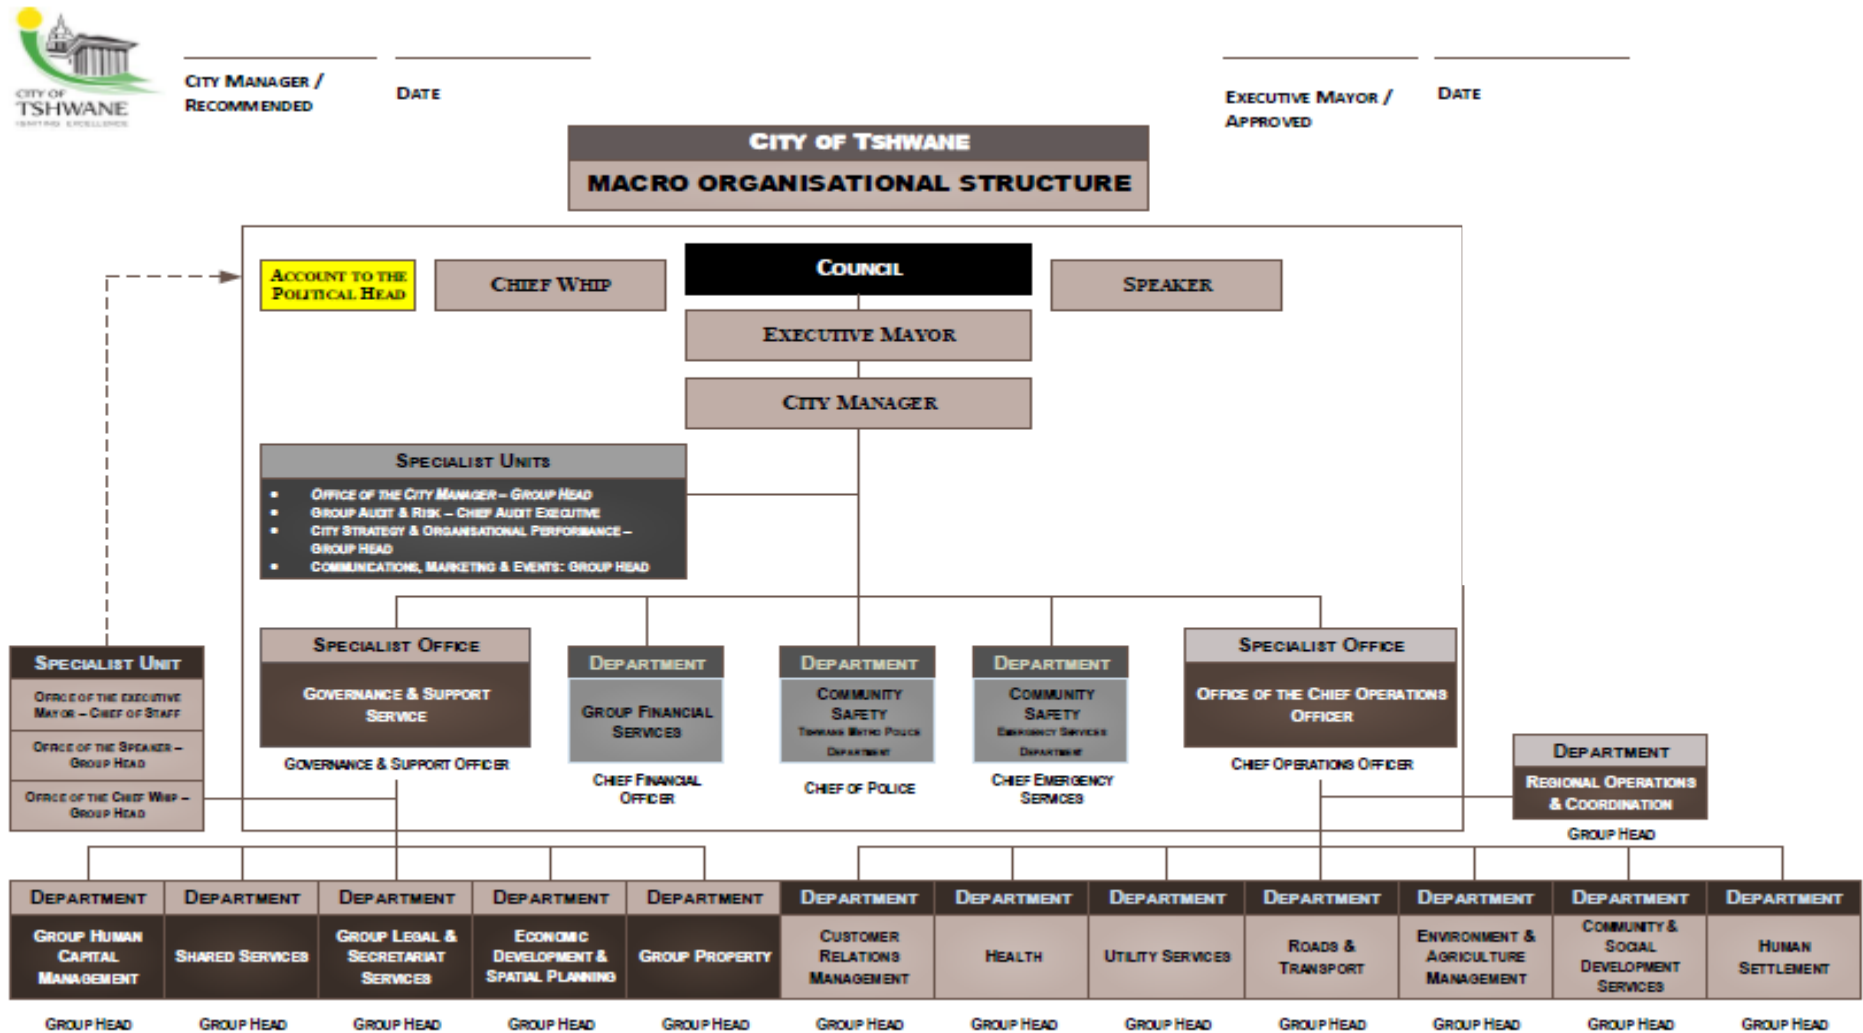 CITY OF
TSHWANE
IGNITING EXCELLENCE
CITY MANAGER /
RECOMMENDED
DATE
EXECUTIVE MAYOR /
APPROVED
DATE
CITY OF TSHWANE
MACRO ORGANISATIONAL STRUCTURE
ACCOUNT TO THE
POLITICAL HEAD
CHIEF WHIP
COUNCIL
SPEAKER
EXECUTIVE MAYOR
CITY MANAGER
SPECIALIST UNITS
• OFFICE OF THE CITY MANAGER – GROUP HEAD
• GROUP AUDIT & RISK – CHIEF AUDIT EXECUTIVE
• CITY STRATEGY & ORGANISATIONAL PERFORMANCE –
GROUP HEAD
• COMMUNICATIONS, MARKETING & EVENTS: GROUP HEAD
SPECIALIST UNIT
OFFICE OF THE EXECUTIVE
MAYOR – CHIEF OF STAFF
OFFICE OF THE SPEAKER –
GROUP HEAD
OFFICE OF THE CHIEF WHIP –
GROUP HEAD
SPECIALIST OFFICE
GOVERNANCE & SUPPORT
SERVICE
GOVERNANCE & SUPPORT OFFICER
DEPARTMENT
GROUP FINANCIAL
SERVICES
CHIEF FINANCIAL
OFFICER
DEPARTMENT
COMMUNITY
SAFETY
TSHWANE METRO POLICE
DEPARTMENT
CHIEF OF POLICE
DEPARTMENT
COMMUNITY
SAFETY
EMERGENCY SERVICES
DEPARTMENT
CHIEF EMERGENCY
SERVICES
SPECIALIST OFFICE
OFFICE OF THE CHIEF OPERATIONS
OFFICER
CHIEF OPERATIONS OFFICER
DEPARTMENT
REGIONAL OPERATIONS
& COORDINATION
GROUP HEAD
DEPARTMENT
GROUP HUMAN
CAPITAL
MANAGEMENT
GROUP HEAD
DEPARTMENT
SHARED SERVICES
GROUP HEAD
DEPARTMENT
GROUP LEGAL &
SECRETARIAT
SERVICES
GROUP HEAD
DEPARTMENT
ECONOMIC
DEVELOPMENT &
SPATIAL PLANNING
GROUP HEAD
DEPARTMENT
GROUP PROPERTY
GROUP HEAD
DEPARTMENT
CUSTOMER
RELATIONS
MANAGEMENT
GROUP HEAD
DEPARTMENT
HEALTH
GROUP HEAD
DEPARTMENT
UTILITY SERVICES
GROUP HEAD
DEPARTMENT
ROADS &
TRANSPORT
GROUP HEAD
DEPARTMENT
ENVIRONMENT &
AGRICULTURE
MANAGEMENT
GROUP HEAD
DEPARTMENT
COMMUNITY &
SOCIAL
DEVELOPMENT
SERVICES
GROUP HEAD
DEPARTMENT
HUMAN
SETTLEMENT
GROUP HEAD